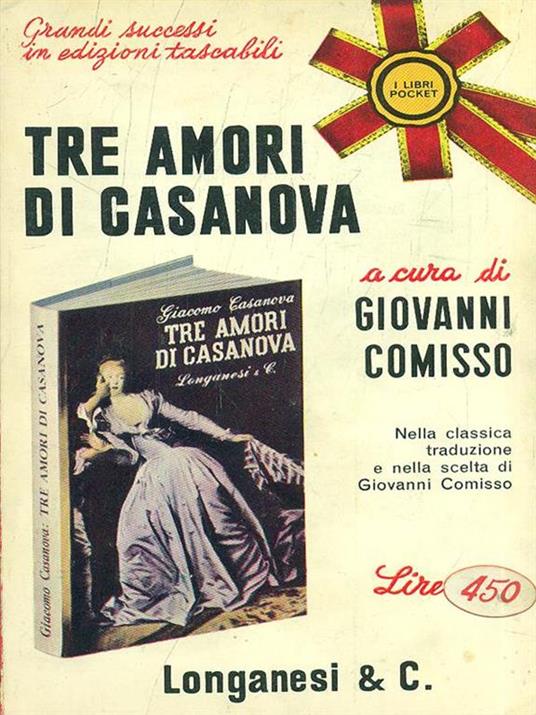 Grandi successi
in edizioni tascabili
I LIBRI
POCKET
TRE AMORI
DI CASANOVA
a cura di
GIOVANNI
COMISSO
Giacomo Casanova
TRE AMORI
DI CASANOVA
Longanesi & C.
Giacomo Casanova: TRE AMORI DI CASANOVA
Nella classica
traduzione
e nella scelta di
Giovanni Comisso
Lire 450
Longanesi & C.